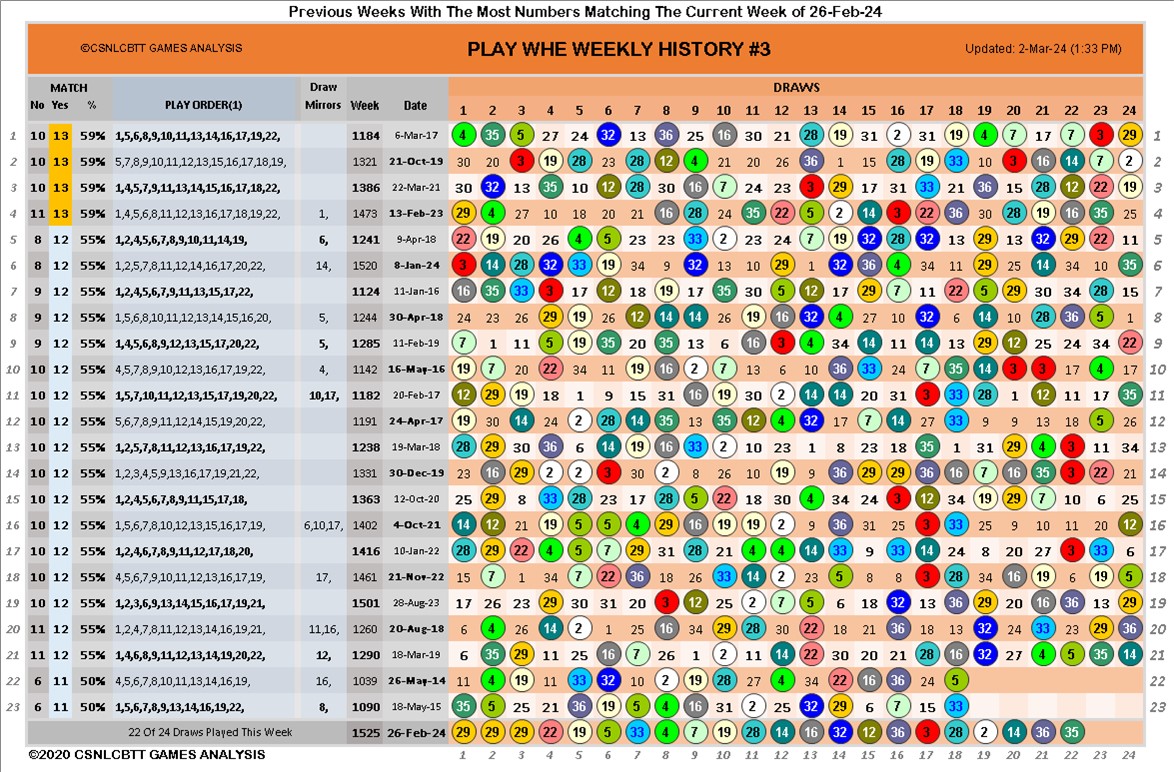 Previous Weeks With The Most Numbers Matching The Current Week of 26-Feb-24
©CSNLCBTT GAMES ANALYSIS PLAY WHE WEEKLY HISTORY #3 Updated: 2-Mar-24 (1:33 PM)
MATCH Draw DRAWS
No Yes % PLAY ORDER(1) Mirrors Week Date 1 2 3 4 5 6 7 8 9 10 11 12 13 14 15 16 17 18 19 20 21 22 23 24
1 10 13 59% 1,5,6,8,9,10,11,13,14,16,17,19,22, 1184 6-Mar-17 4 35 5 27 24 32 13 36 25 16 30 21 28 19 31 2 31 19 4 7 17 7 3 29 1
2 10 13 59% 5,7,8,9,10,11,12,13,15,16,17,18,19, 1321 21-Oct-19 30 20 3 19 28 23 28 12 4 21 20 26 36 1 15 28 19 33 10 3 16 14 7 2 2
3 10 13 59% 1,4,5,7,9,11,13,14,15,16,17,18,22, 1386 22-Mar-21 30 32 13 35 10 12 28 30 16 7 24 23 3 29 17 31 33 21 36 15 28 12 22 19 3
4 11 13 59% 1,4,5,6,8,11,12,13,16,17,18,19,22, 1, 1473 13-Feb-23 29 4 27 10 18 20 21 16 28 24 35 22 5 2 14 3 22 36 30 28 19 16 35 25 4
5 8 12 55% 1,2,4,5,6,7,8,9,10,11,14,19, 6, 1241 9-Apr-18 22 19 20 26 4 5 23 23 33 2 23 24 7 19 32 28 32 13 29 13 32 29 22 11 5
6 8 12 55% 1,2,5,7,8,11,12,14,16,17,20,22, 14, 1520 8-Jan-24 3 14 28 32 33 19 34 9 32 13 10 29 1 32 36 4 34 11 29 25 14 34 10 35 6
7 9 12 55% 1,2,4,5,6,7,9,11,13,15,17,22, 1124 11-Jan-16 16 35 33 3 17 12 18 19 17 35 30 5 12 17 29 7 11 22 5 29 30 34 28 15 7
8 9 12 55% 1,5,6,8,10,11,12,13,14,15,16,20, 5, 1244 30-Apr-18 24 23 26 29 19 26 12 14 14 26 19 16 32 4 27 10 32 6 14 10 28 36 5 1 8
9 9 12 55% 1,4,5,6,8,9,12,13,15,17,20,22, 5, 1285 11-Feb-19 7 1 11 5 19 35 20 35 13 6 16 3 4 34 14 11 14 13 29 12 25 24 34 22 9
10 10 12 55% 4,5,7,8,9,10,12,13,14,16,17,19, 4, 1142 16-May-16 19 7 20 22 34 11 19 16 2 7 13 6 10 36 33 24 7 35 14 3 3 23 4 17 10
11 10 12 55% 1,5,7,10,11,12,13,15,17,19,20,22, 10,17, 1182 20-Feb-17 12 29 19 18 1 9 15 31 16 19 30 2 14 14 20 31 3 33 28 1 12 11 17 35 11
12 10 12 55% 5,6,7,8,9,11,12,14,15,19,20,22, 1191 24-Apr-17 19 30 14 25 2 28 14 35 13 35 12 4 32 17 7 14 27 33 9 9 13 18 5 26 12
13 10 12 55% 1,2,5,7,8,11,12,13,16,17,19,22, 1238 19-Mar-18 28 29 30 36 6 14 19 16 33 2 10 23 1 8 23 18 35 1 31 29 4 3 11 34 13
14 10 12 55% 1,2,3,4,5,9,13,16,17,19,21,22, 1331 30-Dec-19 23 16 29 2 2 3 30 2 8 26 10 19 9 36 29 29 36 16 7 16 35 3 22 21 14
15 10 12 55% 1,2,4,5,6,7,8,9,11,15,17,18, 1363 12-Oct-20 25 29 8 33 28 23 17 28 5 22 18 30 4 34 24 3 12 34 19 29 7 10 6 25 15
16 10 12 55% 1,5,6,7,8,10,12,13,15,16,17,19, 6,10,17, 1402 4-Oct-21 14 12 21 19 5 5 4 29 16 19 19 2 9 36 31 25 3 33 25 9 10 11 20 12 16
17 10 12 55% 1,2,4,6,7,8,9,11,12,17,18,20, 1416 10-Jan-22 28 29 22 4 5 7 29 31 28 21 4 4 14 33 9 33 14 24 8 20 27 3 33 6 17
18 10 12 55% 4,5,6,7,9,10,11,12,13,16,17,19, 17, 1461 21-Nov-22 15 7 1 34 7 22 36 18 10 33 14 2 23 5 8 8 3 28 34 16 19 6 19 5 18
19 10 12 55% 1,2,3,6,9,13,14,15,16,17,19,21, 1501 28-Aug-23 17 26 23 29 30 31 20 3 12 25 2 7 5 6 18 32 13 36 29 20 16 36 13 29 19
20 11 12 55% 1,2,4,7,8,11,12,13,14,16,19,21, 11,16, 1260 20-Aug-18 6 4 26 14 2 1 25 16 34 29 28 30 22 18 21 36 18 13 32 21 33 23 29 36 20
21 11 12 55% 1,4,6,8,9,11,12,13,14,19,20,22, 12, 1290 18-Mar-19 6 35 29 11 25 16 7 26 1 2 11 14 22 30 20 21 28 16 32 27 4 5 35 14 21
22 6 11 50% 4,5,6,7,8,9,10,11,13,14,16, 16, 1039 26-May-14 11 4 19 11 33 32 10 2 19 28 27 4 34 22 16 36 24 5 22
23 6 11 50% 1,5,6,7,8,9,13,14,16,19,22, 8, 1090 18-May-15 35 5 25 21 36 19 5 4 16 24 27 13 32 29 6 7 15 33 23
22 Of 24 Draws Played This Week 1525 26-Feb-24 29 29 29 22 19 5 33 4 7 19 28 14 16 32 12 36 3 28 2 14 36 35
©2020 CSNLCBTT GAMES ANALYSIS 1 2 3 4 5 6 7 8 9 10 11 12 13 14 15 16 17 18 19 20 21 22 23 24